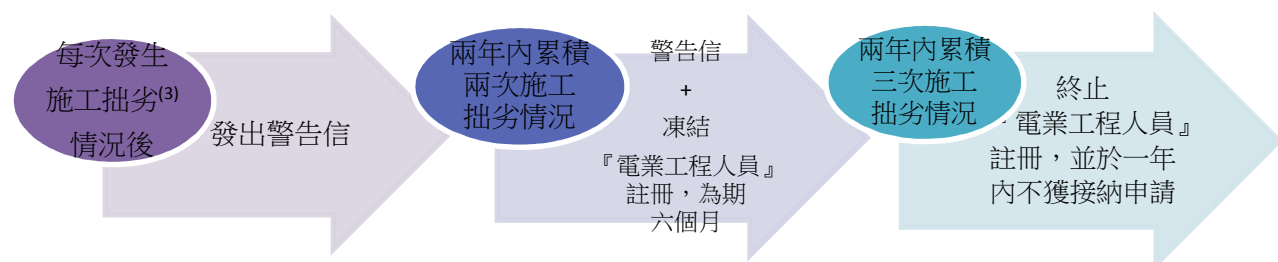 每次發生
施工拙劣(3)
情況後
發出警告信
兩年內累積
兩次施工
拙劣情況
警告信
+
凍結
『電業工程人員』
註冊，為期
六個月
兩年內累積
三次施工
拙劣情況
終止
『電業工程人員』
註冊，並於一年
內不獲接納申請